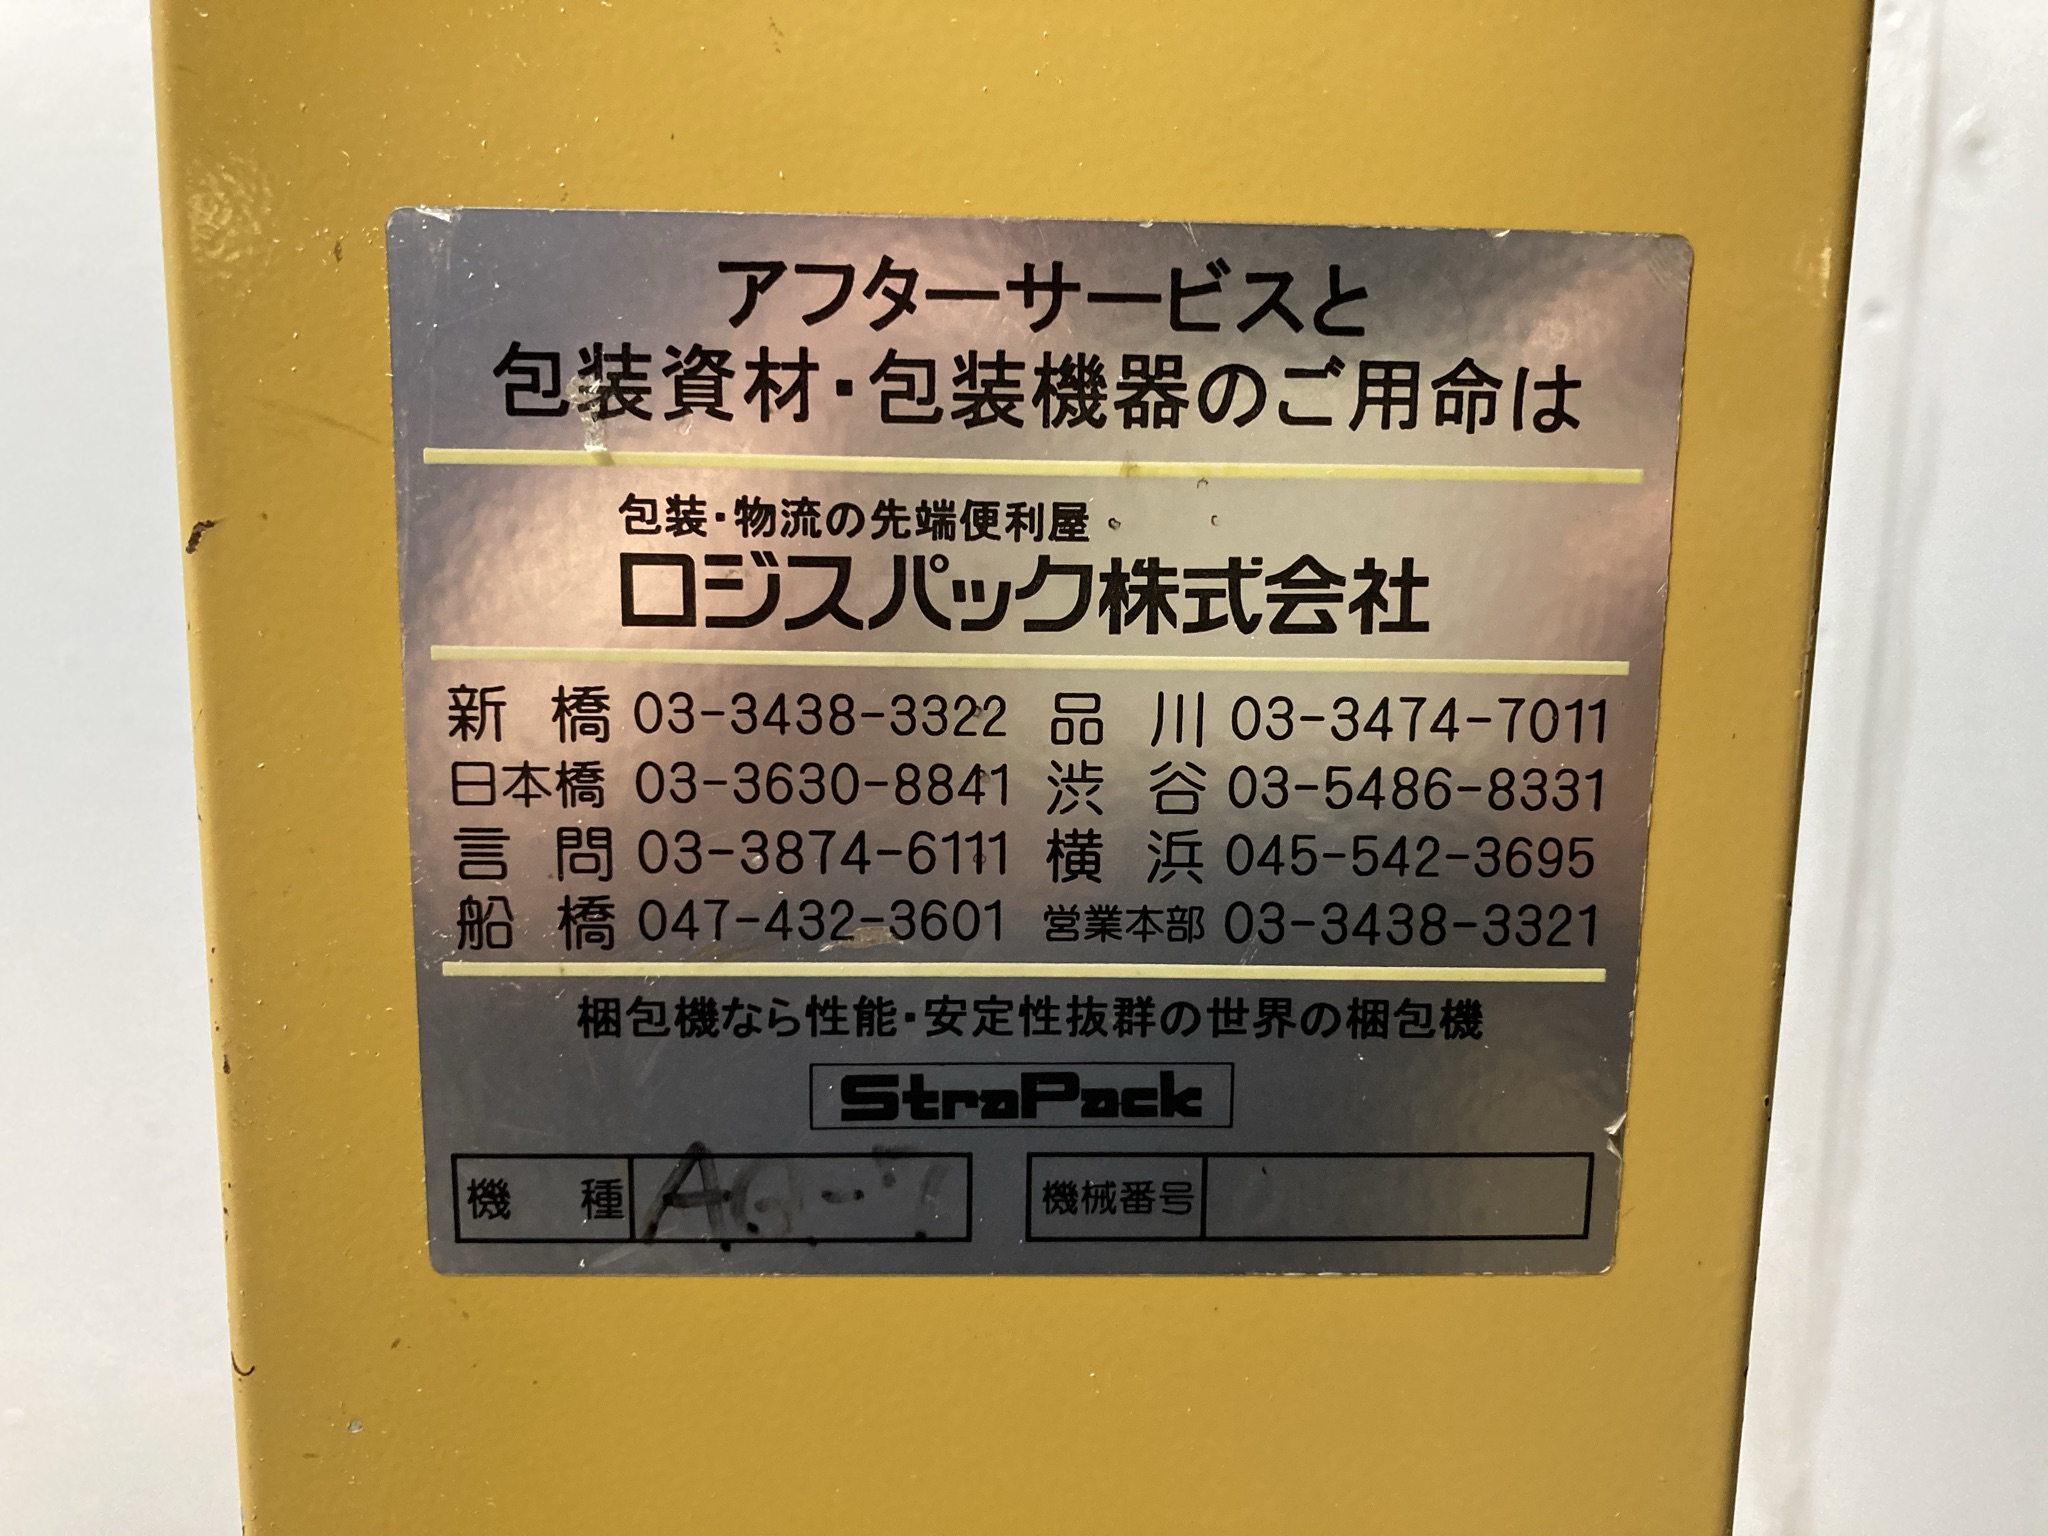 アフターサービスと
包装資材・包装機器のご用命は
包装・物流の先端便利屋
ロジスパック株式会社
新橋 03-3438-3322 品川 03-3474-7011
日本橋 03-3630-8841 渋谷 03-5486-8331
言問 03-3874-6111 横浜 045-542-3695
船橋 047-432-3601 営業本部 03-3438-3321
梱包機なら性能・安定性抜群の世界の梱包機
StraPack
機種 機械番号